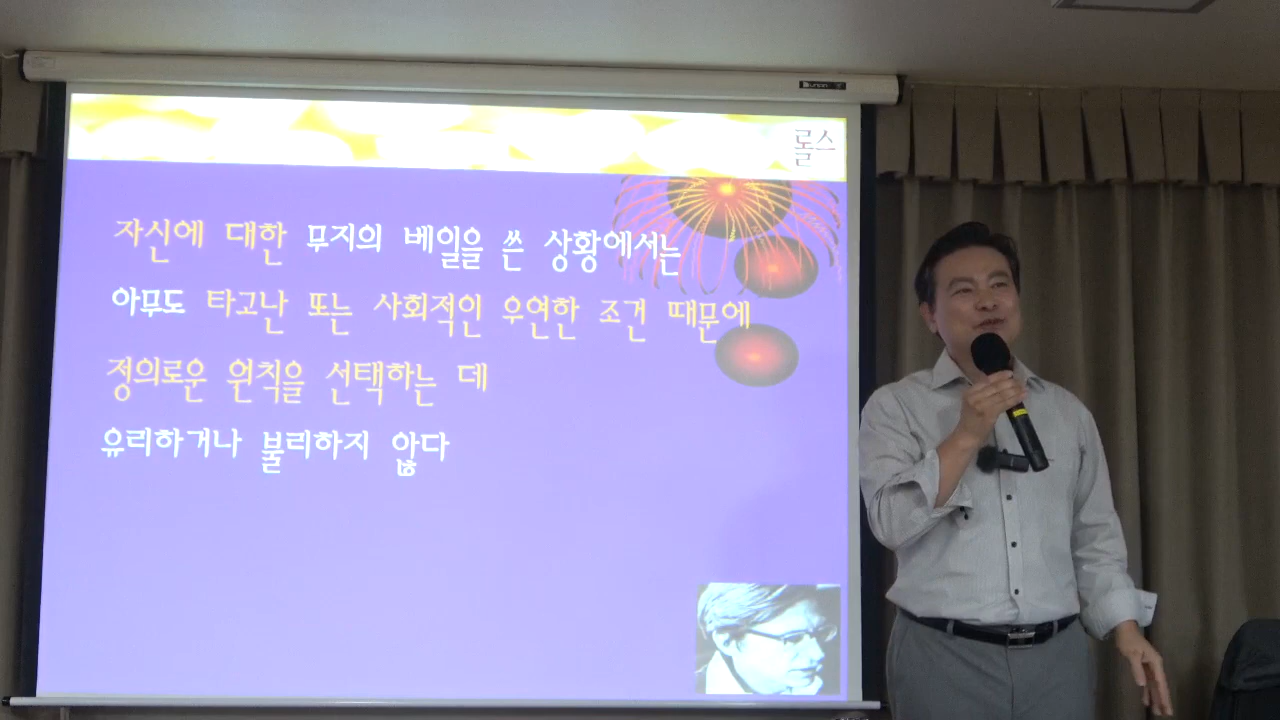 롤스
자신에 대한 무지의 베일을 쓴 상황에서는
아무도 타고난 또는 사회적인 우연한 조건 때문에
정의로운 원칙을 선택하는 데
유리하거나 불리하지 않다